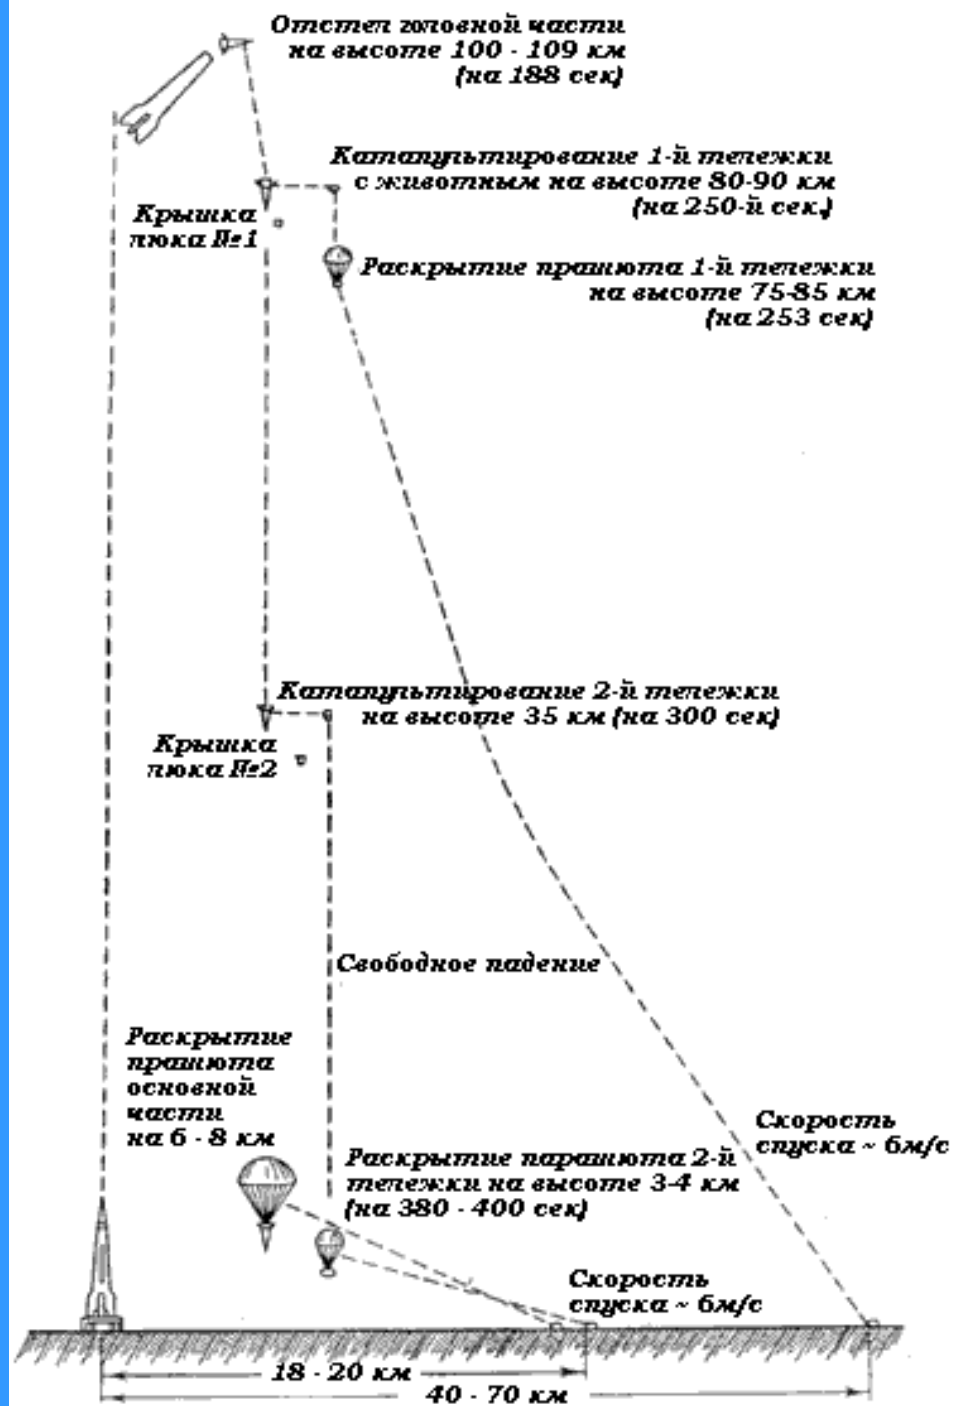 Отстел головной части
на высоте 100 - 109 км
(на 188 сек)
Катапультирование 1-й тележки
с животным на высоте 80-90 км
(на 250-й сек.)
Крышка
люка №1
Раскрытие прашюта 1-й тележки
на высоте 75-85 км
(на 253 сек)
Катапультирование 2-й тележки
на высоте 35 км (на 300 сек)
Крышка
люка №2
Свободное падение
Раскрытие
прашюта
основной
части
на 6 - 8 км
Скорость
спуска ~ 6м/с
Раскрытие парашюта 2-й
тележки на высоте 3-4 км
(на 380 - 400 сек)
Скорость
спуска ~ 6м/с
18 - 20 км
40 - 70 км